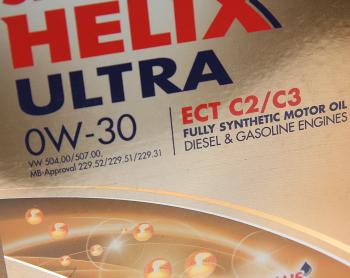 HELIX
ULTRA
0W-30
VW 504.00/507.00.
MB-Approval 229.52/229.51/229.31
ECT C2/C3
FULLY SYNTHETIC MOTOR OIL
DIESEL & GASOLINE ENGINES